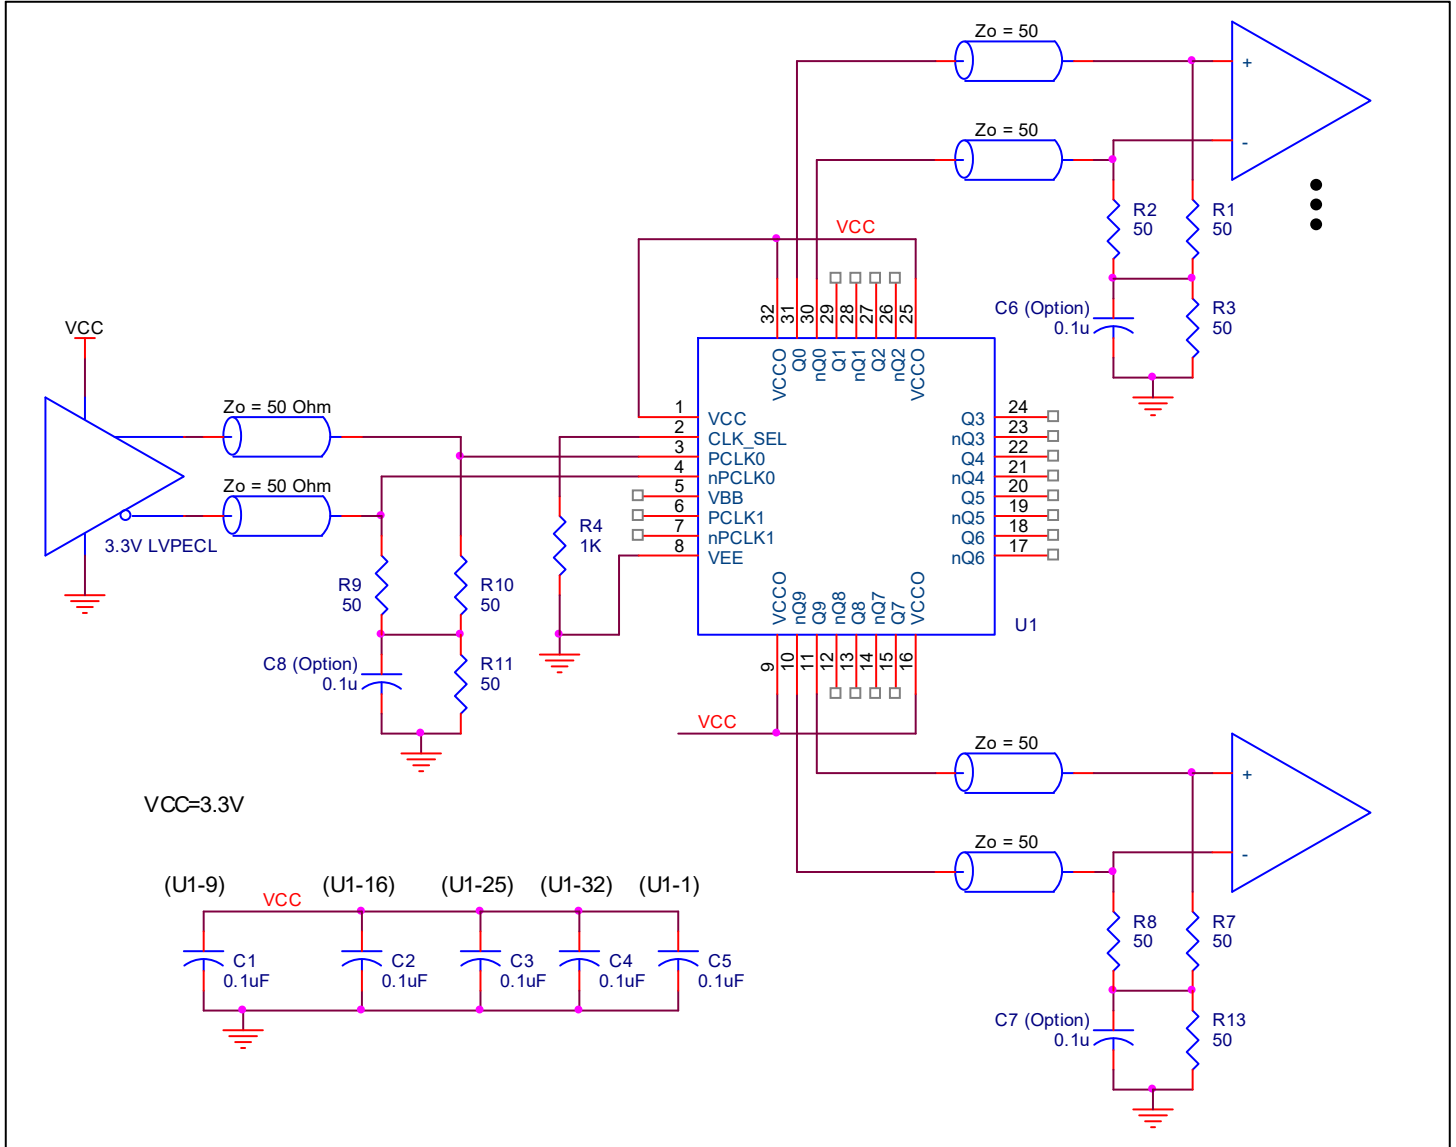 Zo = 50
+
Zo = 50
-
R2
50
R1
50
VCC
C6 (Option)
0.1u
R3
50
32
31
30
29
28
27
26
25
VCCO
Q0
nQ0
Q1
nQ1
Q2
nQ2
VCCO
VCC
Zo = 50 Ohm
Zo = 50 Ohm
3.3V LVPECL
1
VCC
2
CLK_SEL
3
PCLK0
4
nPCLK0
5
VBB
6
PCLK1
7
nPCLK1
8
VEE
Q3
24
nQ3
23
Q4
22
nQ4
21
Q5
20
nQ5
19
Q6
18
nQ6
17
R4
1K
R9
50
R10
50
C8 (Option)
0.1u
R11
50
VCCO
nQ9
Q9
nQ8
Q8
nQ7
Q7
VCCO
U1
9
10
11
12
13
14
15
16
VCC
Zo = 50
+
Zo = 50
-
R8
50
R7
50
C7 (Option)
0.1u
R13
50
VCC=3.3V
(U1-9)
VCC
(U1-16)
(U1-25)
(U1-32)
(U1-1)
C1
0.1uF
C2
0.1uF
C3
0.1uF
C4
0.1uF
C5
0.1uF